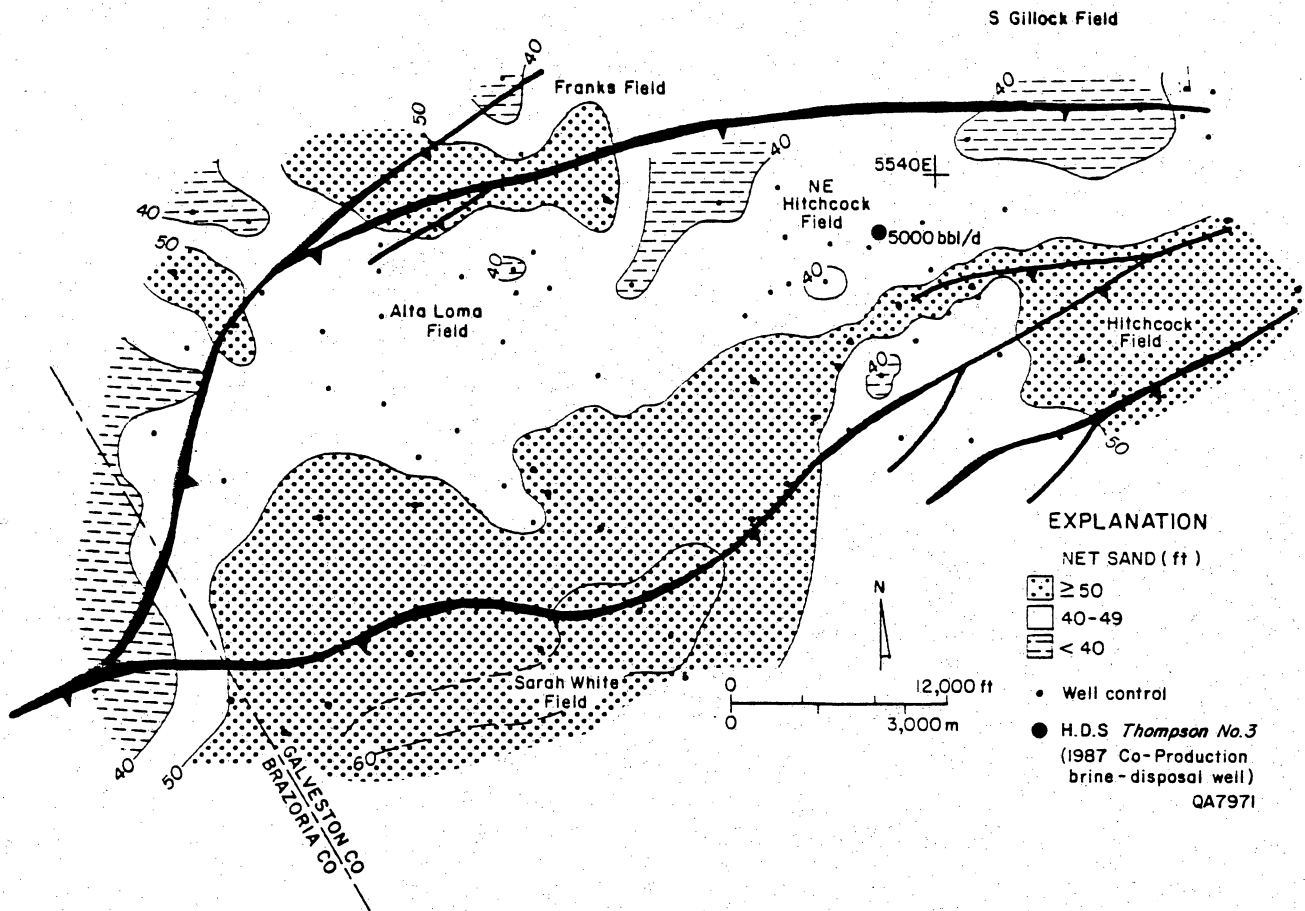 S Gillock Field
40
Franks Field
40
50
5540E
40
NE
Hitchcock
Field
40
50
5000 bbl/d
40
40
Alta Loma
Field
Hitchcock
Field
40
50
EXPLANATION
NET SAND (ft)
≥ 50
40-49
< 40
N
Sarah White
Field
0 12,000 ft
0 3,000 m
• Well control
● H.D.S Thompson No.3
(1987 Co-Production
brine-disposal well)
QA7971
60
40
50
GALVESTON CO
BRAZORIA CO